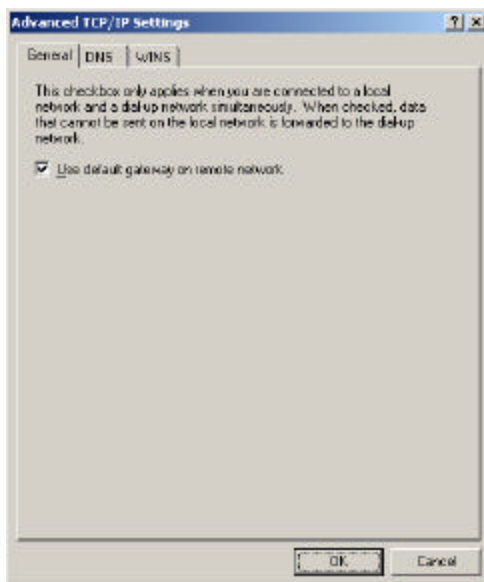 Advanced TCP/IP Settings
General DNS WINS
This checkbox only applies when you are connected to a local
network and a dial-up network simultaneously. When checked, data
that cannot be sent on the local network is forwarded to the dial-up
network.
Use default gateway on remote network
OK Cancel